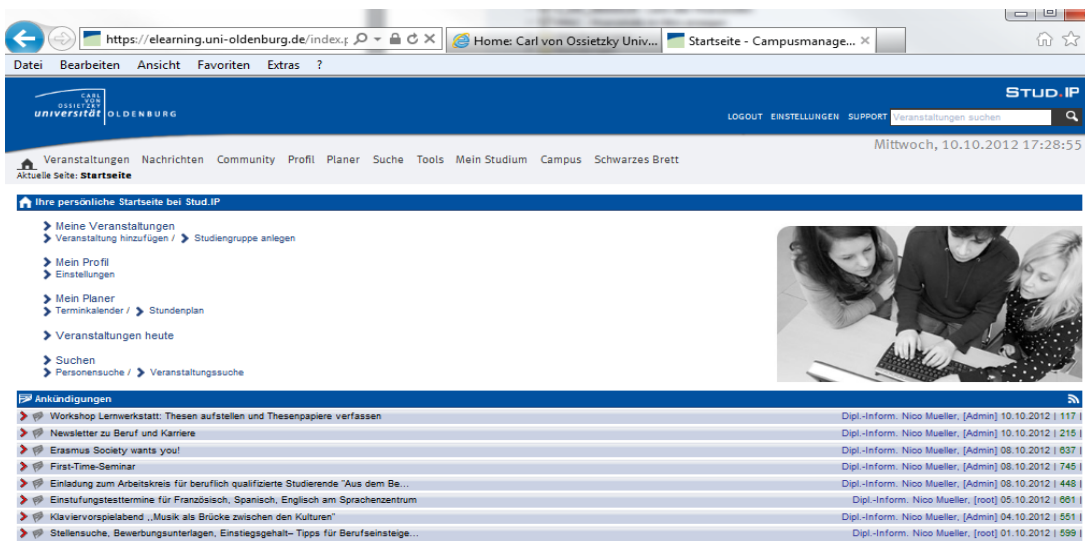 https://elearning.uni-oldenburg.de/index.p
Home: Carl von Ossietzky Univ...
Startseite - Campusmanage...
Datei Bearbeiten Ansicht Favoriten Extras ?
CARL
VON
OSSIETZKY
universität OLDENBURG
STUD.IP
LOGOUT EINSTELLUNGEN SUPPORT Veranstaltungen suchen
Mittwoch, 10.10.2012 17:28:55
Veranstaltungen Nachrichten Community Profil Planer Suche Tools Mein Studium Campus Schwarzes Brett
Aktuelle Seite: Startseite
Ihre persönliche Startseite bei Stud.IP
Meine Veranstaltungen
Veranstaltung hinzufügen / Studiengruppe anlegen
Mein Profil
Einstellungen
Mein Planer
Terminkalender / Stundenplan
Veranstaltungen heute
Suchen
Personensuche / Veranstaltungssuche
Ankündigungen
Workshop Lernwerkstatt: Thesen aufstellen und Thesenpapiere verfassen Dipl.-Inform. Nico Mueller, [Admin] 10.10.2012 | 117 |
Newsletter zu Beruf und Karriere Dipl.-Inform. Nico Mueller, [Admin] 10.10.2012 | 215 |
Erasmus Society wants you! Dipl.-Inform. Nico Mueller, [Admin] 08.10.2012 | 637 |
First-Time-Seminar Dipl.-Inform. Nico Mueller, [Admin] 08.10.2012 | 745 |
Einladung zum Arbeitskreis für beruflich qualifizierte Studierende "Aus dem Be... Dipl.-Inform. Nico Mueller, [Admin] 08.10.2012 | 448 |
Einstufungstesttermine für Französisch, Spanisch, Englisch am Sprachenzentrum Dipl.-Inform. Nico Mueller, [root] 05.10.2012 | 661 |
Klaviervorspielabend ,,Musik als Brücke zwischen den Kulturen" Dipl.-Inform. Nico Mueller, [Admin] 04.10.2012 | 551 |
Stellensuche, Bewerbungsunterlagen, Einstiegsgehalt– Tipps für Berufseinsteige... Dipl.-Inform. Nico Mueller, [root] 01.10.2012 | 599 |